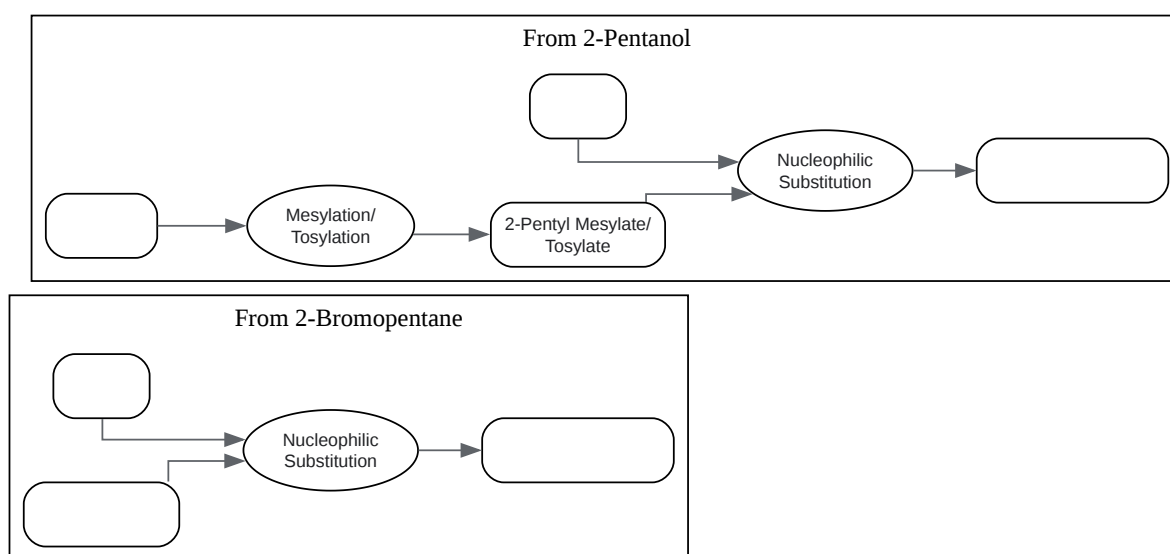 From 2-Pentanol
Nucleophilic
Substitution
Mesylation/
Tosylation
2-Pentyl Mesylate/
Tosylate
From 2-Bromopentane
Nucleophilic
Substitution